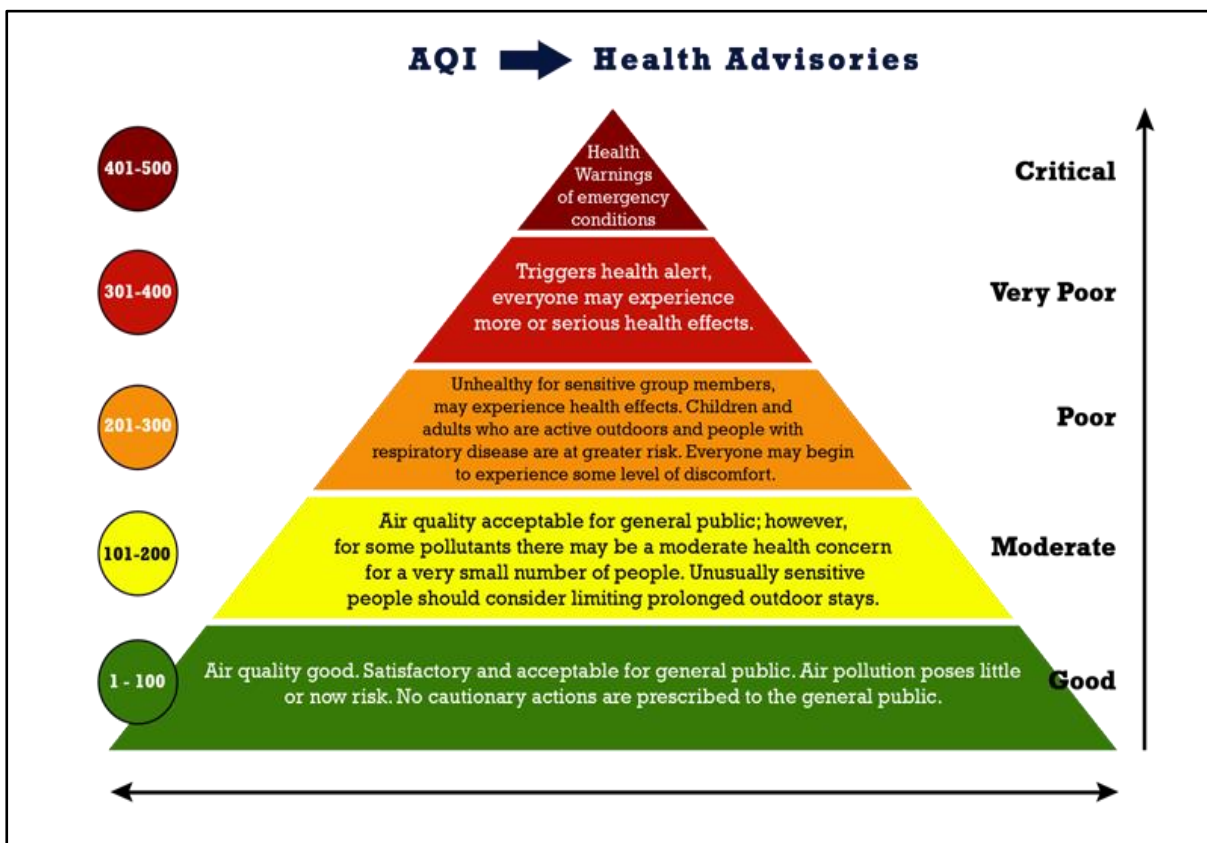 AQI Health Advisories
401-500
Health
Warnings
of emergency
conditions
Critical
301-400
Triggers health alert,
everyone may experience
more or serious health effects.
Very Poor
201-300
Unhealthy for sensitive group members,
may experience health effects. Children and
adults who are active outdoors and people with
respiratory disease are at greater risk. Everyone may begin
to experience some level of discomfort.
Poor
101-200
Air quality acceptable for general public; however,
for some pollutants there may be a moderate health concern
for a very small number of people. Unusually sensitive
people should consider limiting prolonged outdoor stays.
Moderate
1 - 100
Air quality good. Satisfactory and acceptable for general public. Air pollution poses little
or now risk. No cautionary actions are prescribed to the general public.
Good